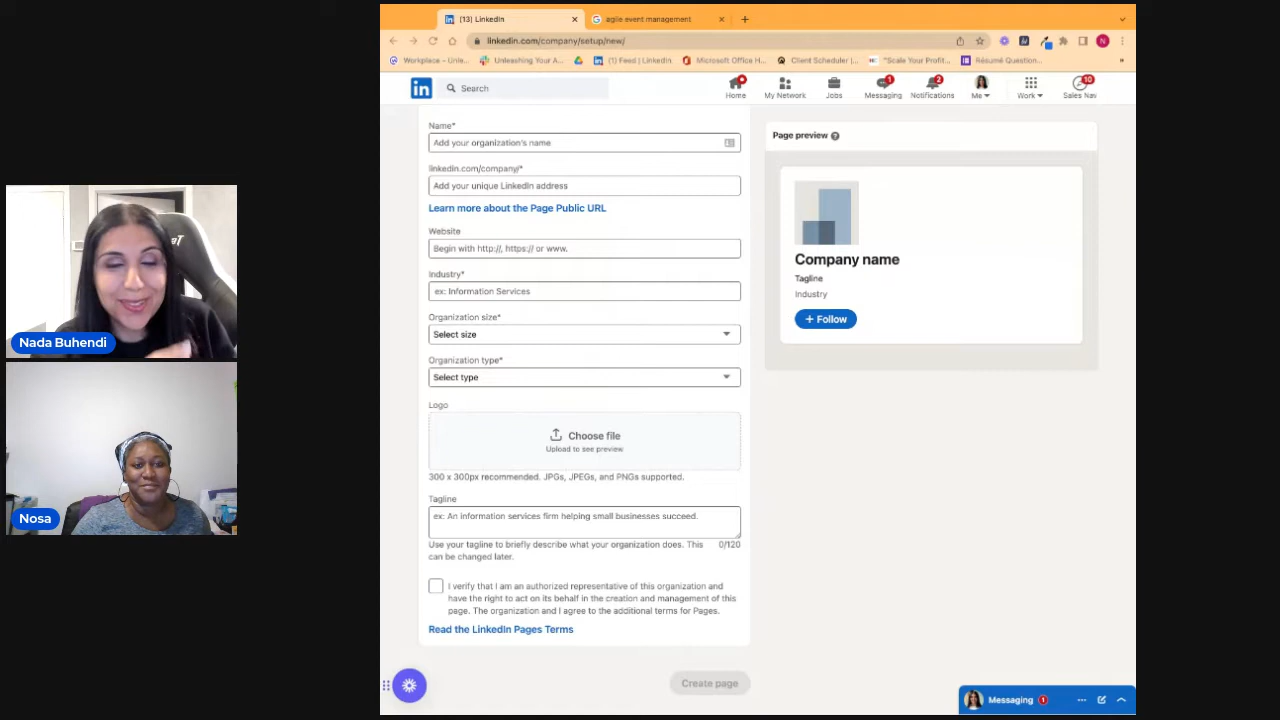 (13) LinkedIn
agile event management
linkedin.com/company/setup/new/
Workplace – Unle...
Unleashing Your A...
(1) Feed | LinkedIn
Microsoft Office H...
Client Scheduler |...
"Scale Your Profit...
Résumé Question...
in
Search
Home
My Network
Jobs
1
Messaging
2
Notifications
Me
Work
10
Sales Nav
Name*
Add your organization's name
linkedin.com/company/*
Add your unique LinkedIn address
Learn more about the Page Public URL
Website
Begin with http://, https:// or www.
Industry*
ex: Information Services
Organization size*
Select size
Organization type*
Select type
Logo
Choose file
Upload to see preview
300 x 300px recommended. JPGs, JPEGs, and PNGs supported.
Tagline
ex: An information services firm helping small businesses succeed.
Use your tagline to briefly describe what your organization does. This
can be changed later.
0/120
I verify that I am an authorized representative of this organization and
have the right to act on its behalf in the creation and management of this
page. The organization and I agree to the additional terms for Pages.
Read the LinkedIn Pages Terms
Create page
Page preview
Company name
Tagline
Industry
+ Follow
Messaging
1
Nada Buhendi
Nosa
N